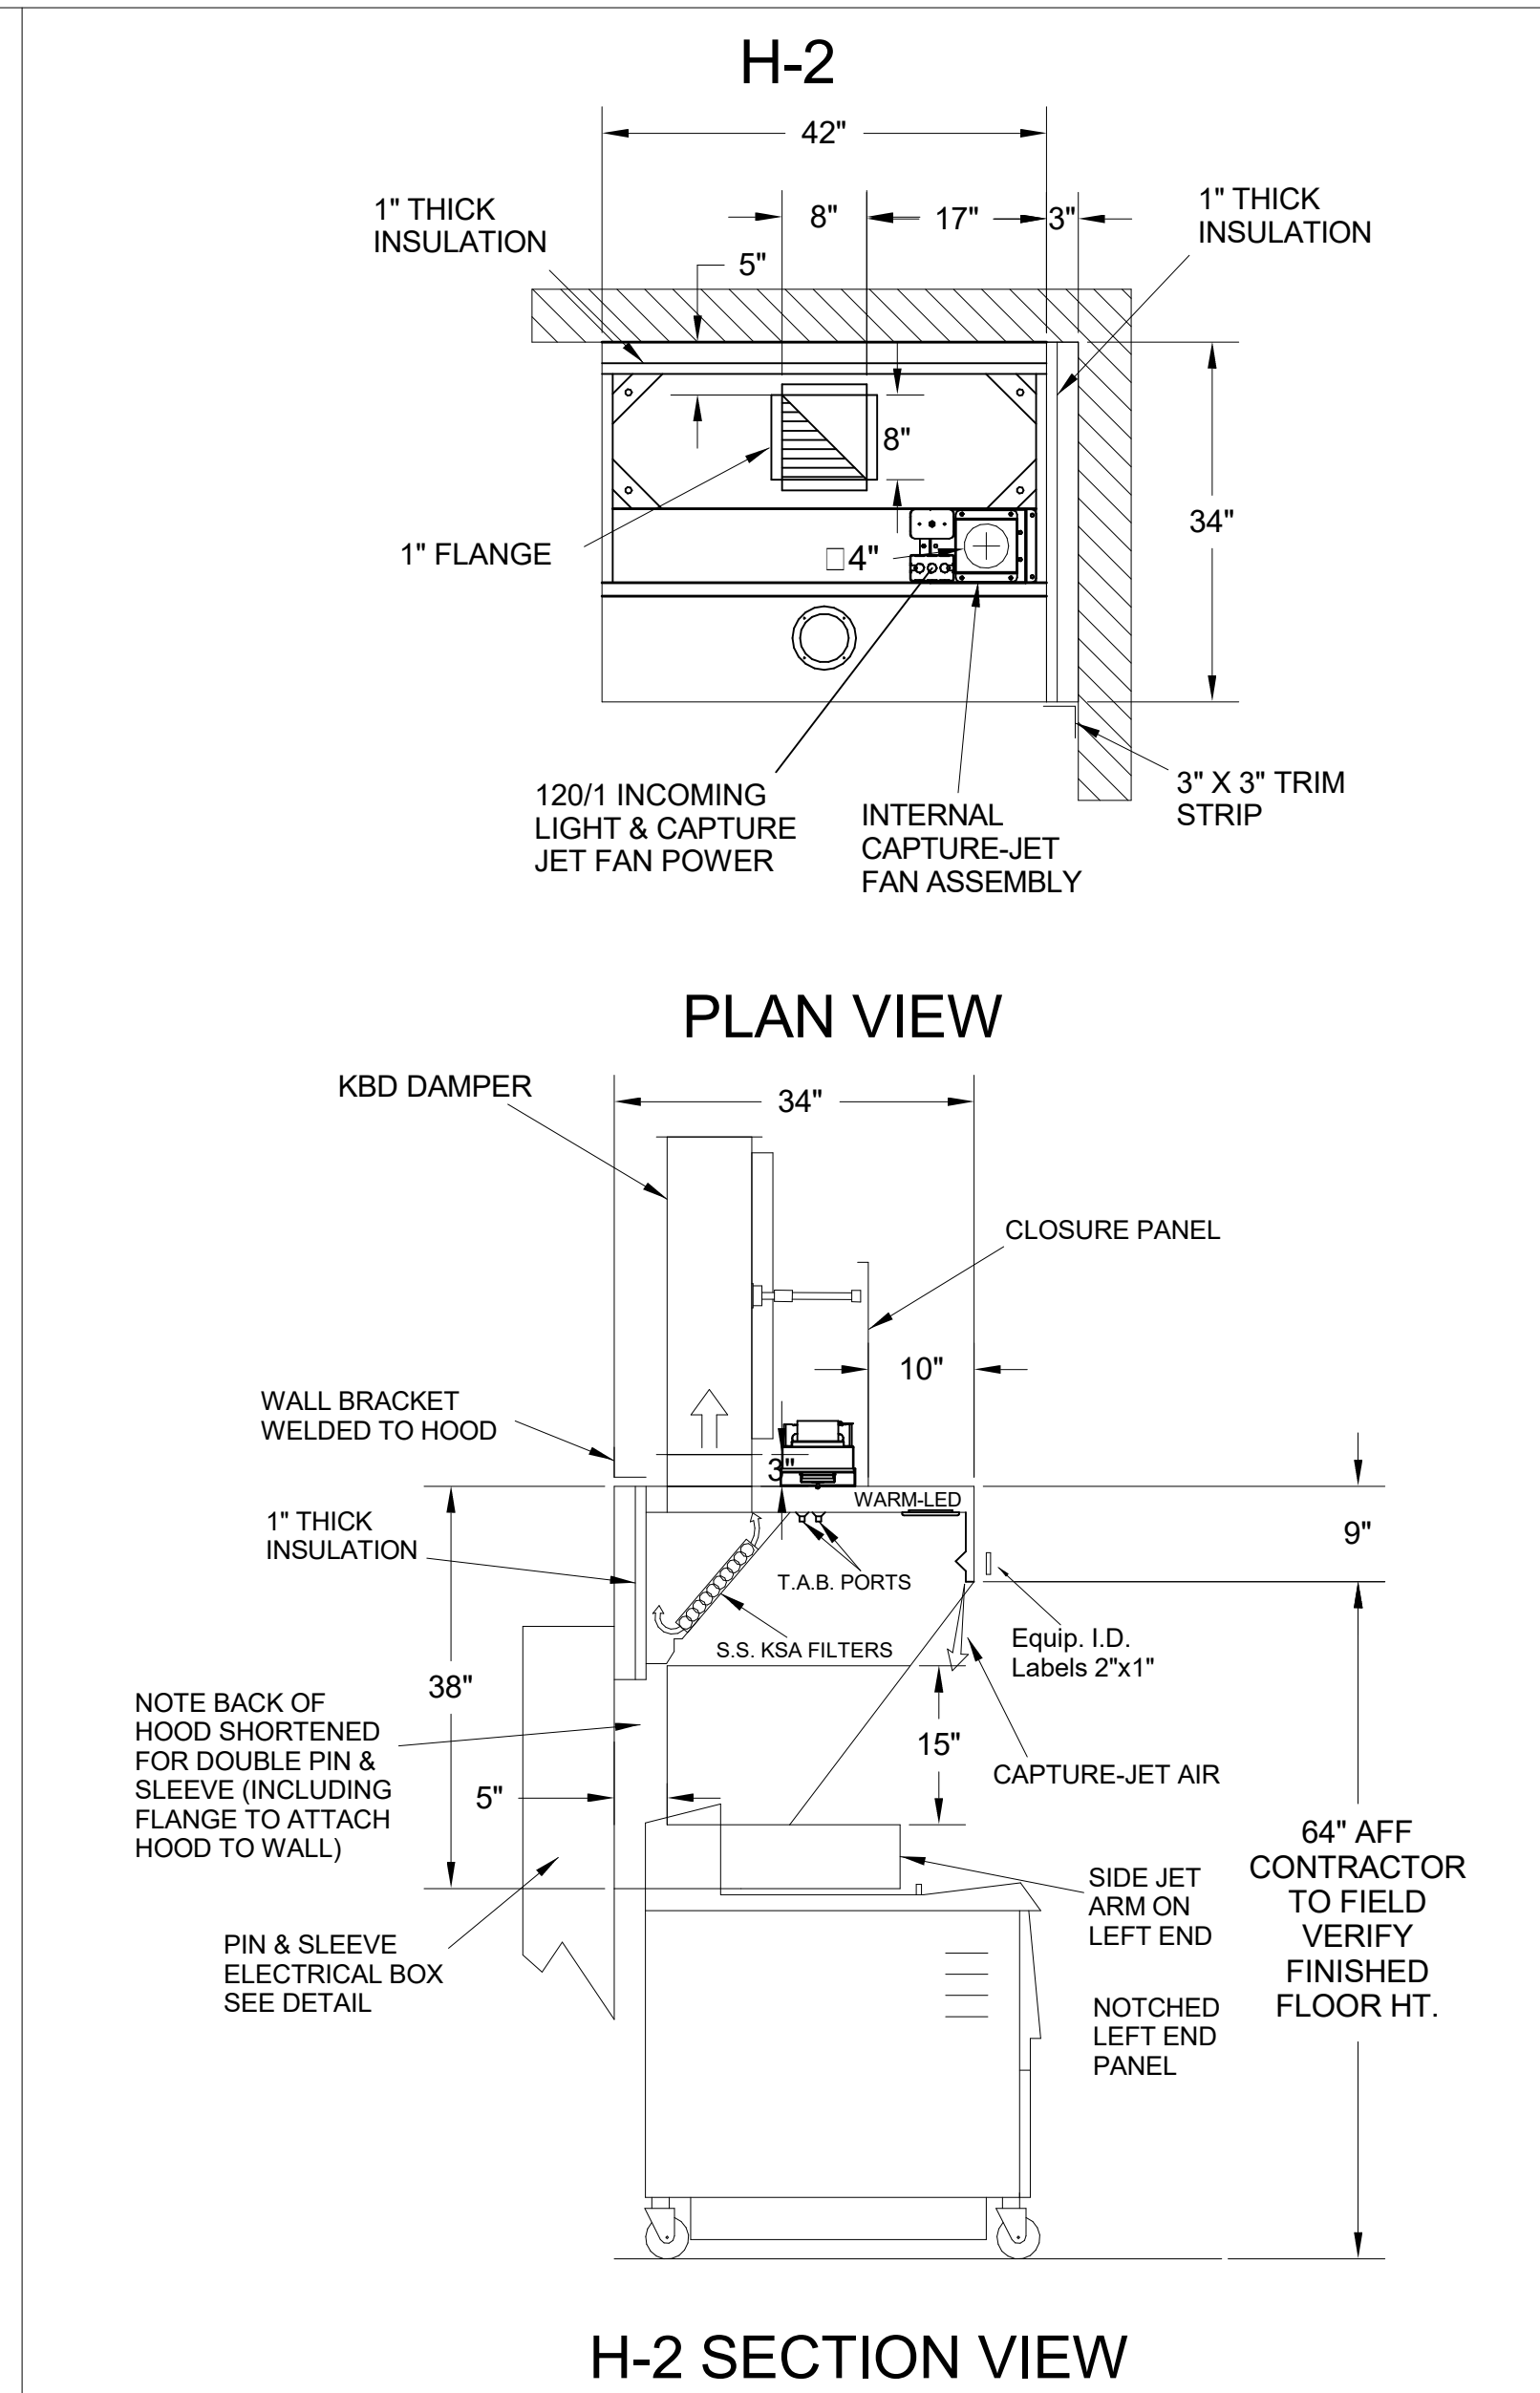 H-2
42"
1" THICK
INSULATION
8"
17"
3"
1" THICK
INSULATION
5"
8"
34"
1" FLANGE
□4"
120/1 INCOMING
LIGHT & CAPTURE
JET FAN POWER
INTERNAL
CAPTURE-JET
FAN ASSEMBLY
3" X 3" TRIM
STRIP
PLAN VIEW
KBD DAMPER
34"
CLOSURE PANEL
10"
WALL BRACKET
WELDED TO HOOD
3"
WARM-LED
1" THICK
INSULATION
9"
T.A.B. PORTS
S.S. KSA FILTERS
Equip. I.D.
Labels 2"x1"
38"
NOTE BACK OF
HOOD SHORTENED
FOR DOUBLE PIN &
SLEEVE (INCLUDING
FLANGE TO ATTACH
HOOD TO WALL)
15"
CAPTURE-JET AIR
5"
64" AFF
CONTRACTOR
TO FIELD
VERIFY
FINISHED
FLOOR HT.
SIDE JET
ARM ON
LEFT END
PIN & SLEEVE
ELECTRICAL BOX
SEE DETAIL
NOTCHED
LEFT END
PANEL
H-2 SECTION VIEW